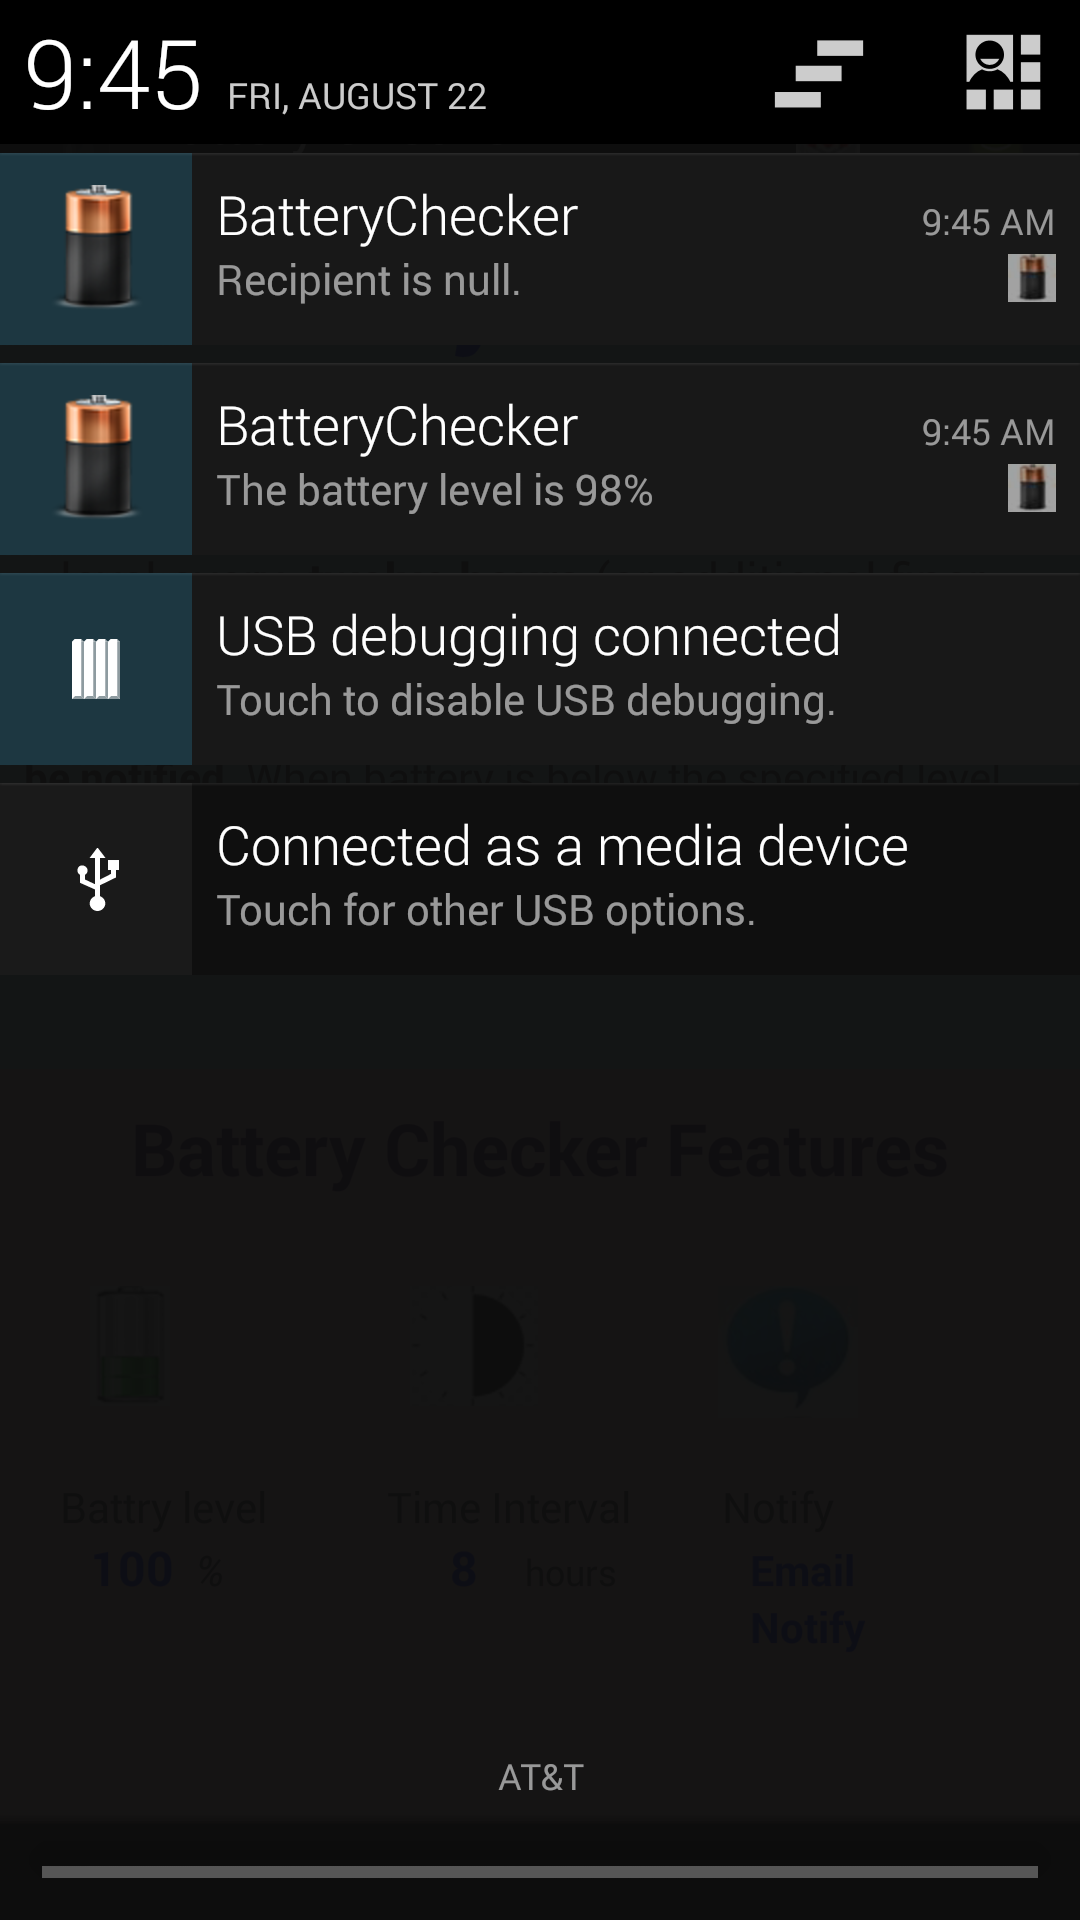 9:45 FRI, AUGUST 22
BatteryChecker 9:45 AM
Recipient is null.
BatteryChecker 9:45 AM
The battery level is 98%
USB debugging connected
Touch to disable USB debugging.
be notified. When battery is below the specified level
Connected as a media device
Touch for other USB options.
Battery Checker Features
Battry level Time Interval Notify
100 % 8 hours Email
Notify
AT&T